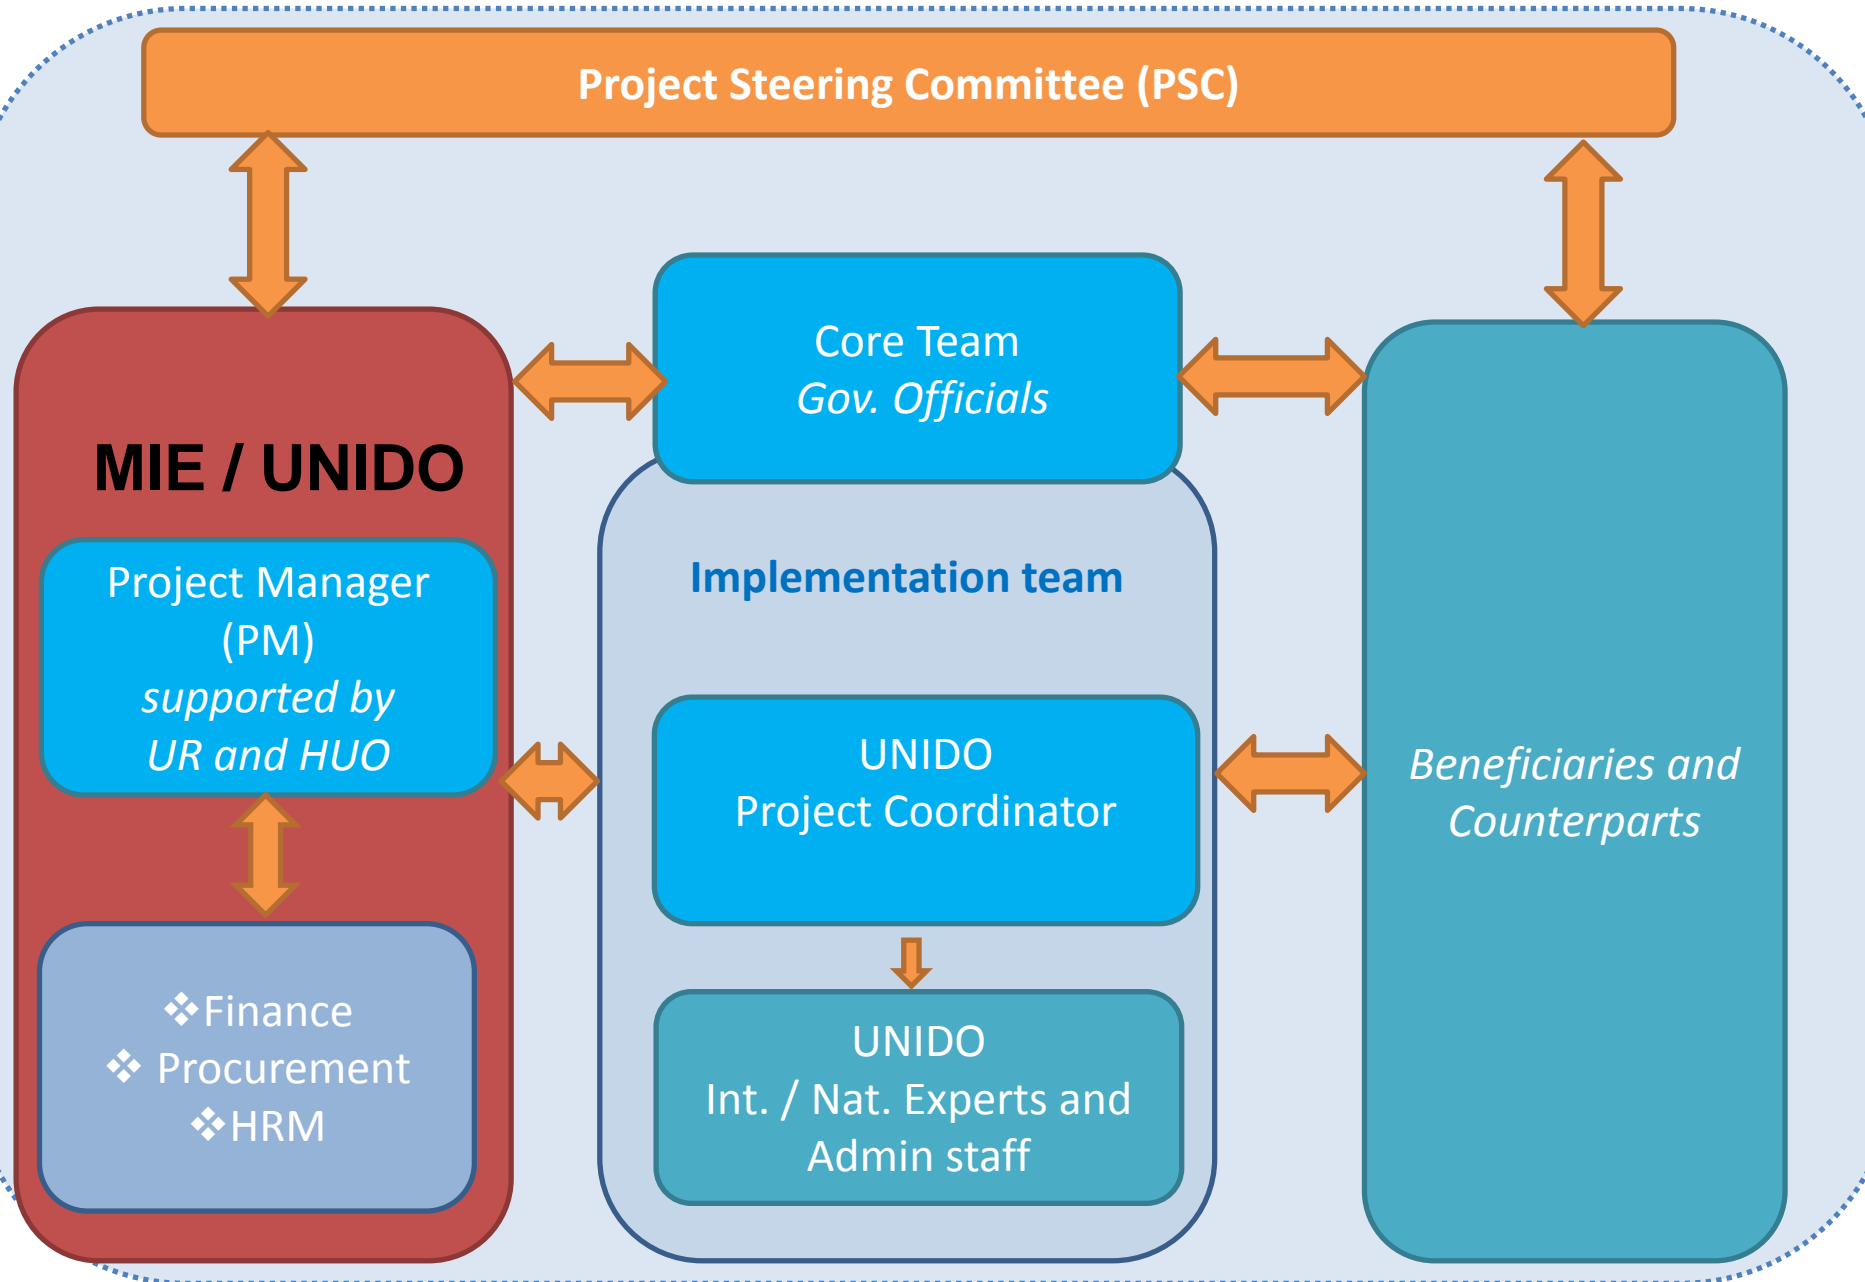 Project Steering Committee (PSC)
Core Team
Gov. Officials
MIE / UNIDO
Project Manager
(PM)
supported by
UR and HUO
❖Finance
❖ Procurement
❖HRM
Implementation team
UNIDO
Project Coordinator
UNIDO
Int. / Nat. Experts and
Admin staff
Beneficiaries and
Counterparts